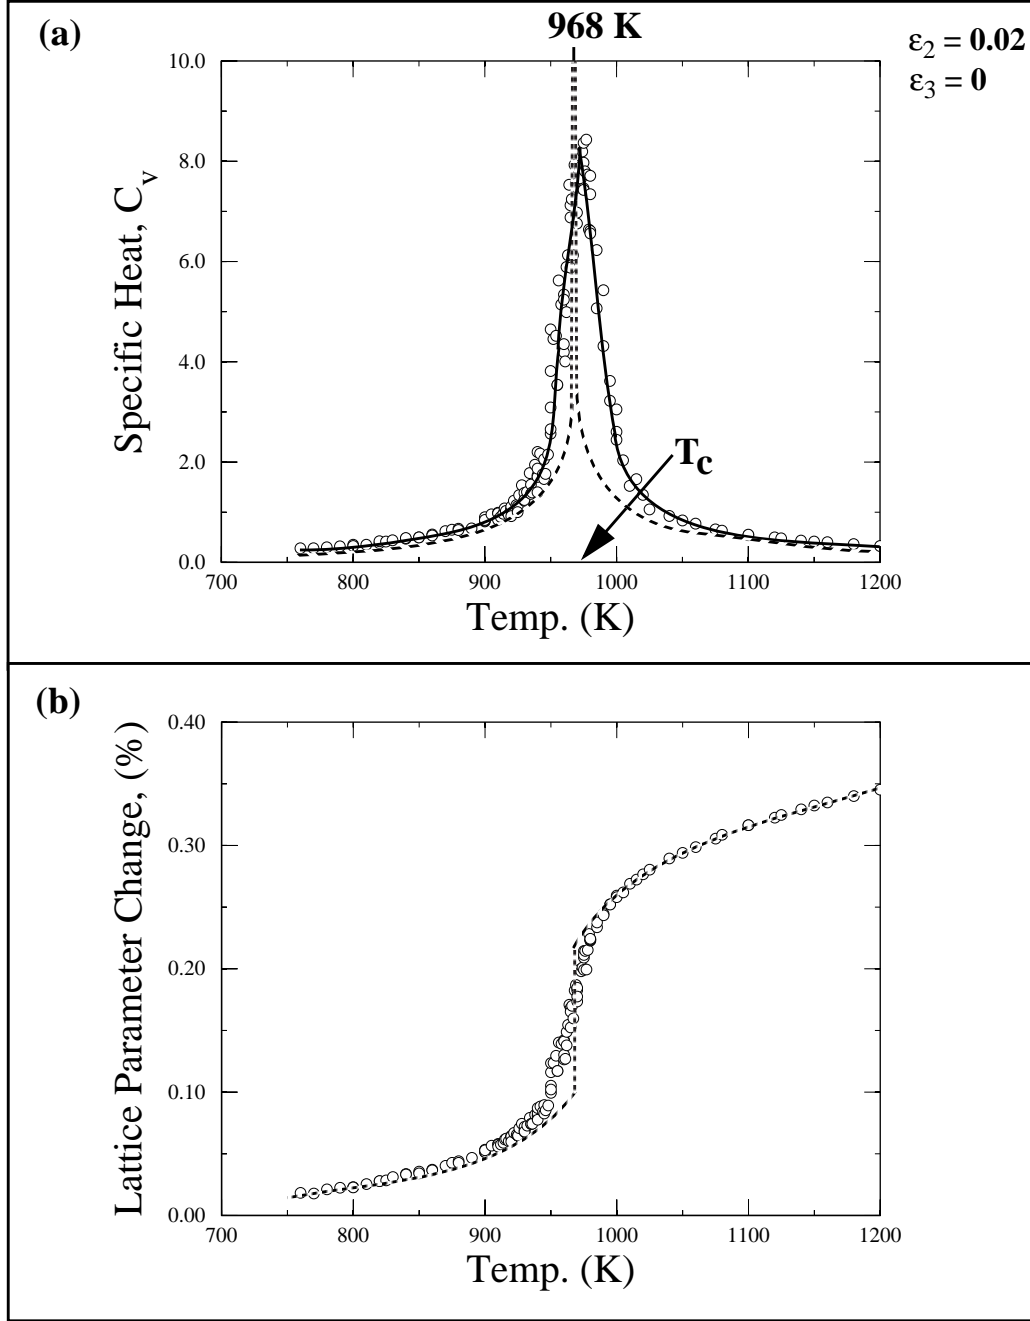 (a)
968 K
ε2 = 0.02
ε3 = 0
10.0
8.0
6.0
4.0
2.0
0.0
Specific Heat, Cv
Tc
700 800 900 1000 1100 1200
Temp. (K)
(b)
0.40
0.30
0.20
0.10
0.00
Lattice Parameter Change, (%)
700 800 900 1000 1100 1200
Temp. (K)